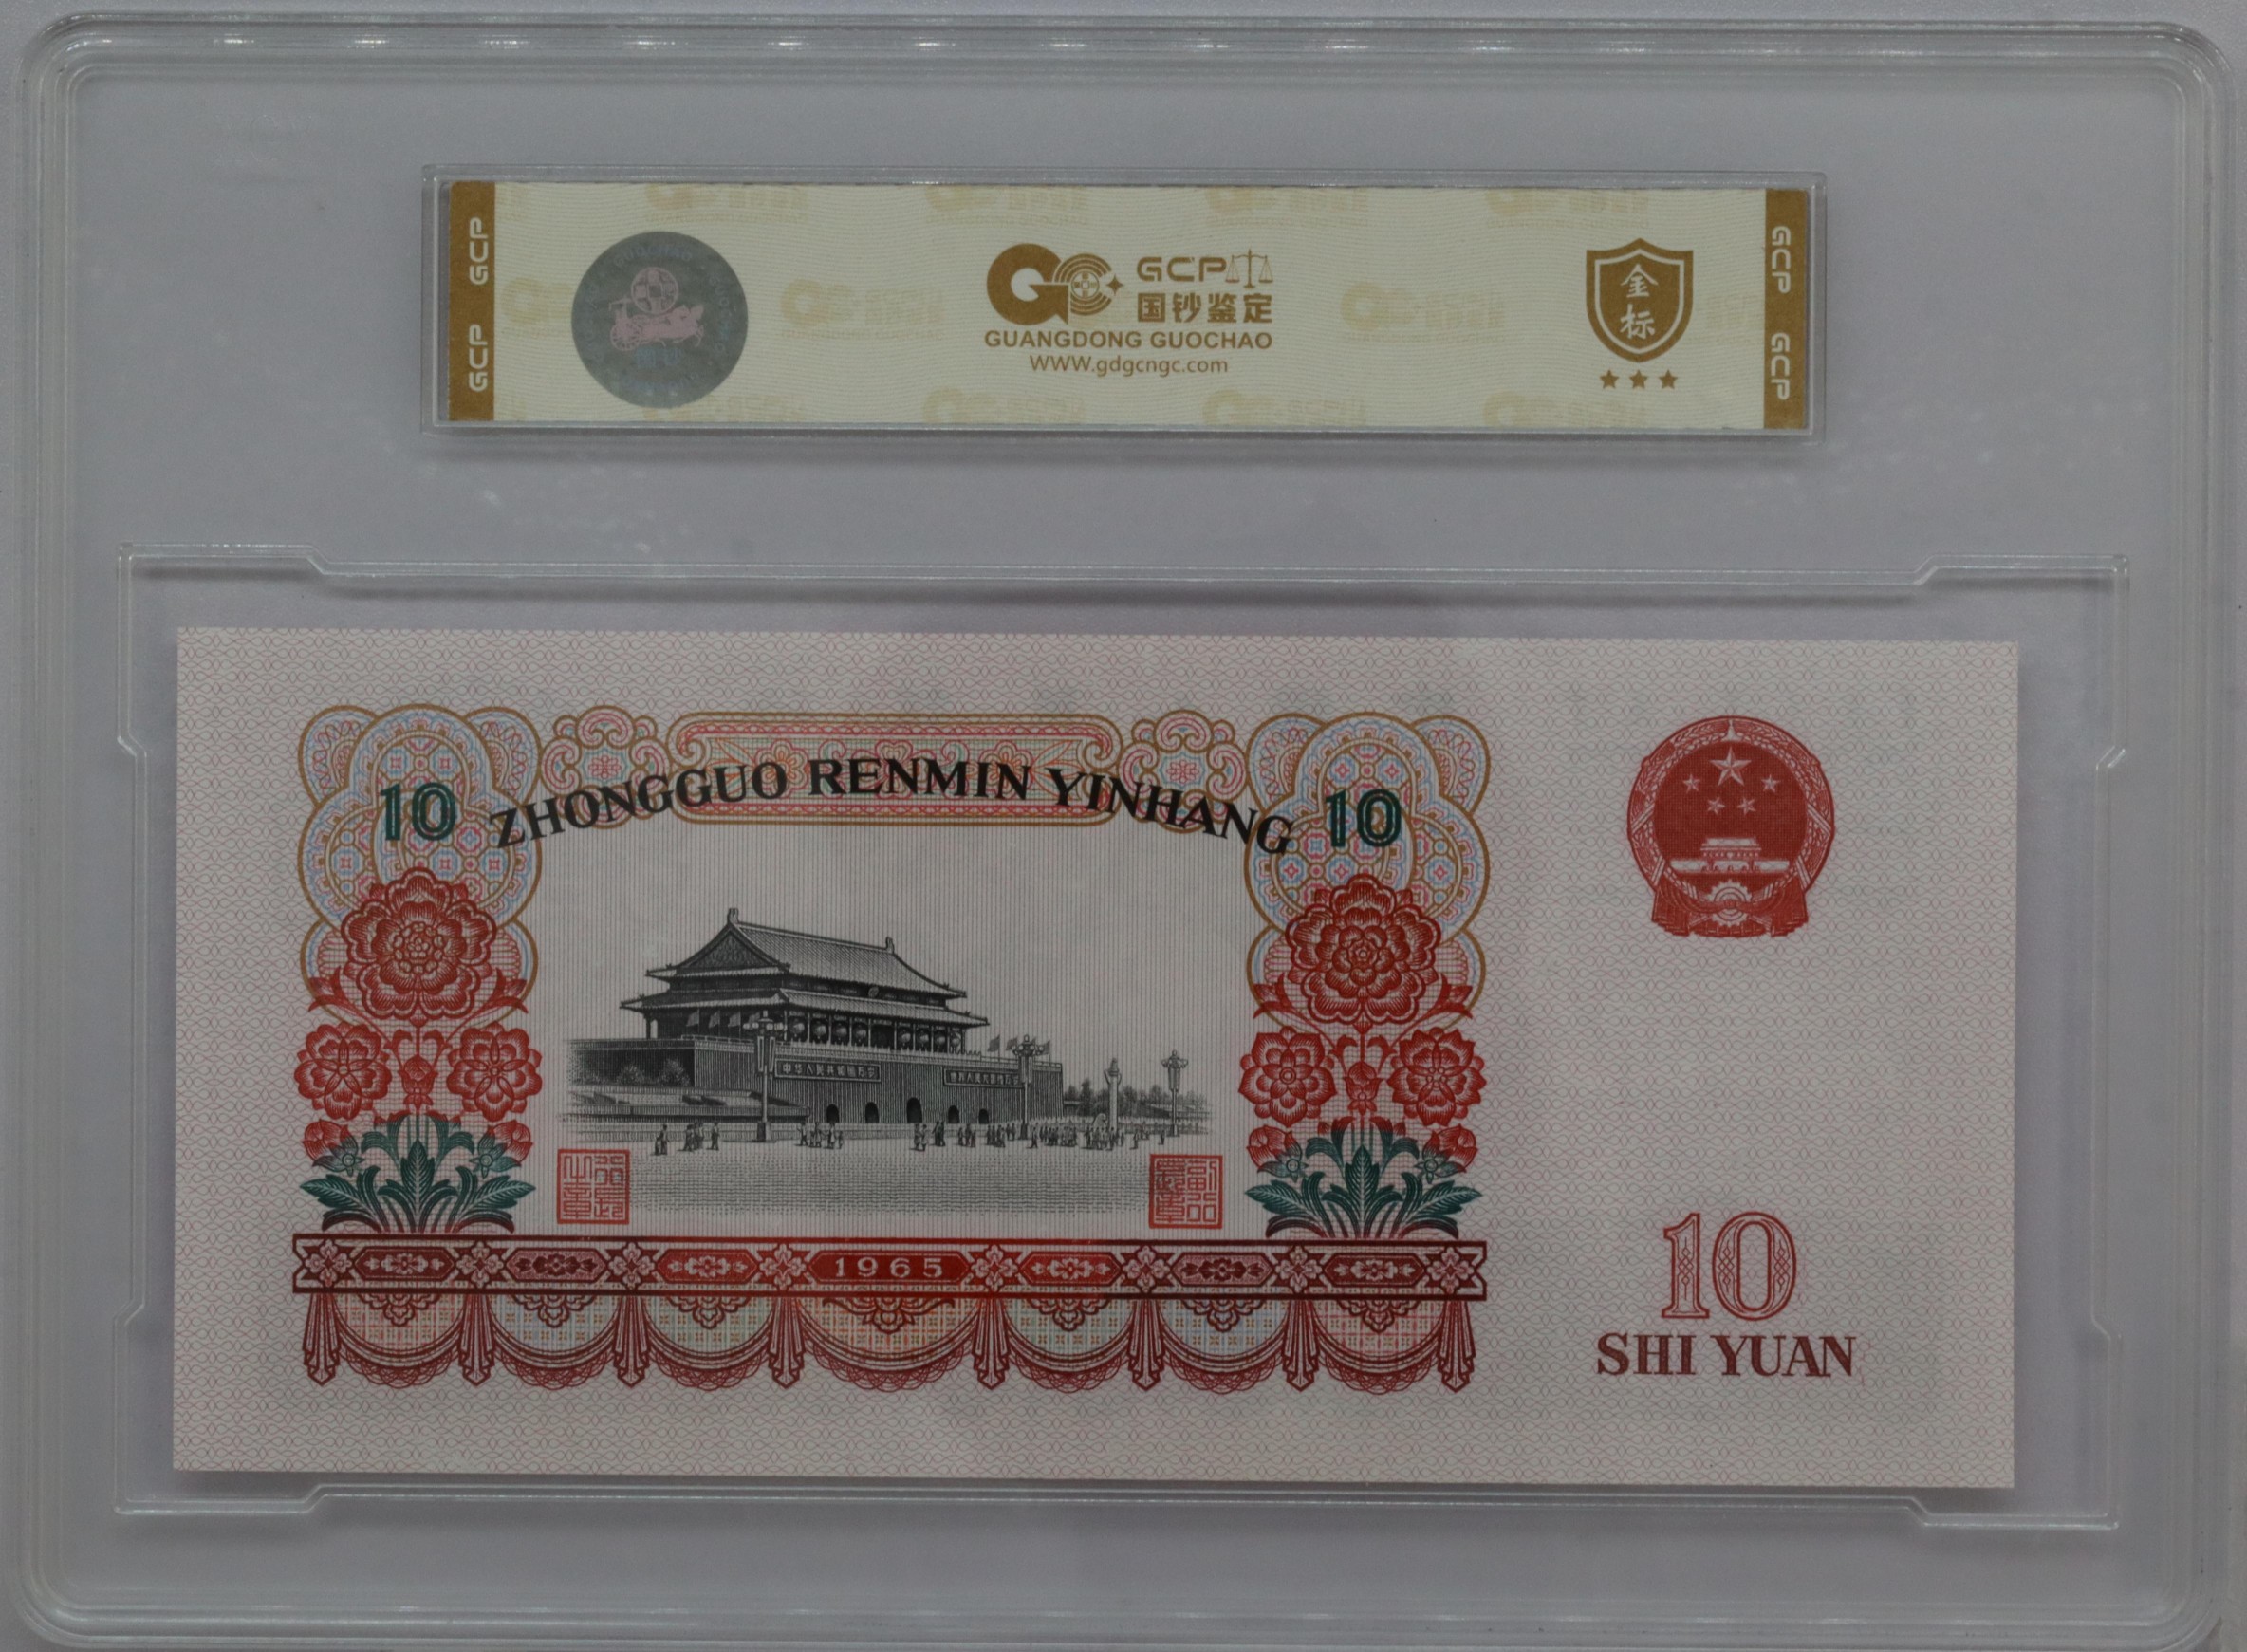 GCP GCP
GCP
国钞鉴定
GUANGDONG GUOCHAO
WWW.gdgcngc.com
金标
GCP GCP
10 ZHONGGUO RENMIN YINHANG 10
1965
10
SHI YUAN